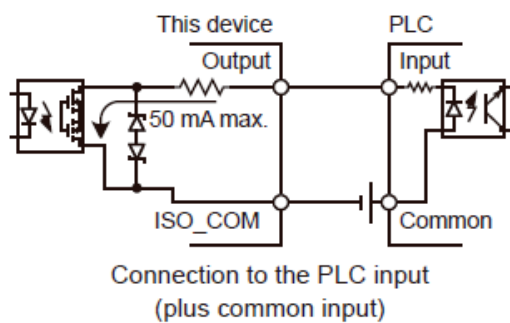 This device PLC
Output Input
50 mA max.
ISO_COM Common
Connection to the PLC input
(plus common input)